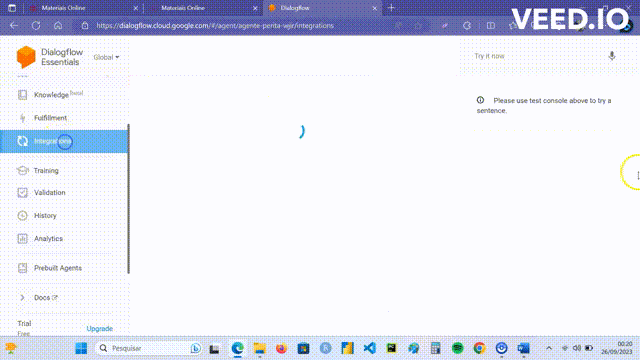 Materiais Online
Materiais Online
Dialogflow
VEED.IO
https://dialogflow.cloud.google.com/#/agent/agente-penta-vejr/integrations
Dialogflow
Essentials
Global
Try it now
Knowledge beta
Please use test console above to try a
sentence.
Fulfillment
Integrations
Training
Validation
History
Analytics
Prebuilt Agents
Docs
Trial
Free
Upgrade
Pesquisar
00:20
26/09/2023